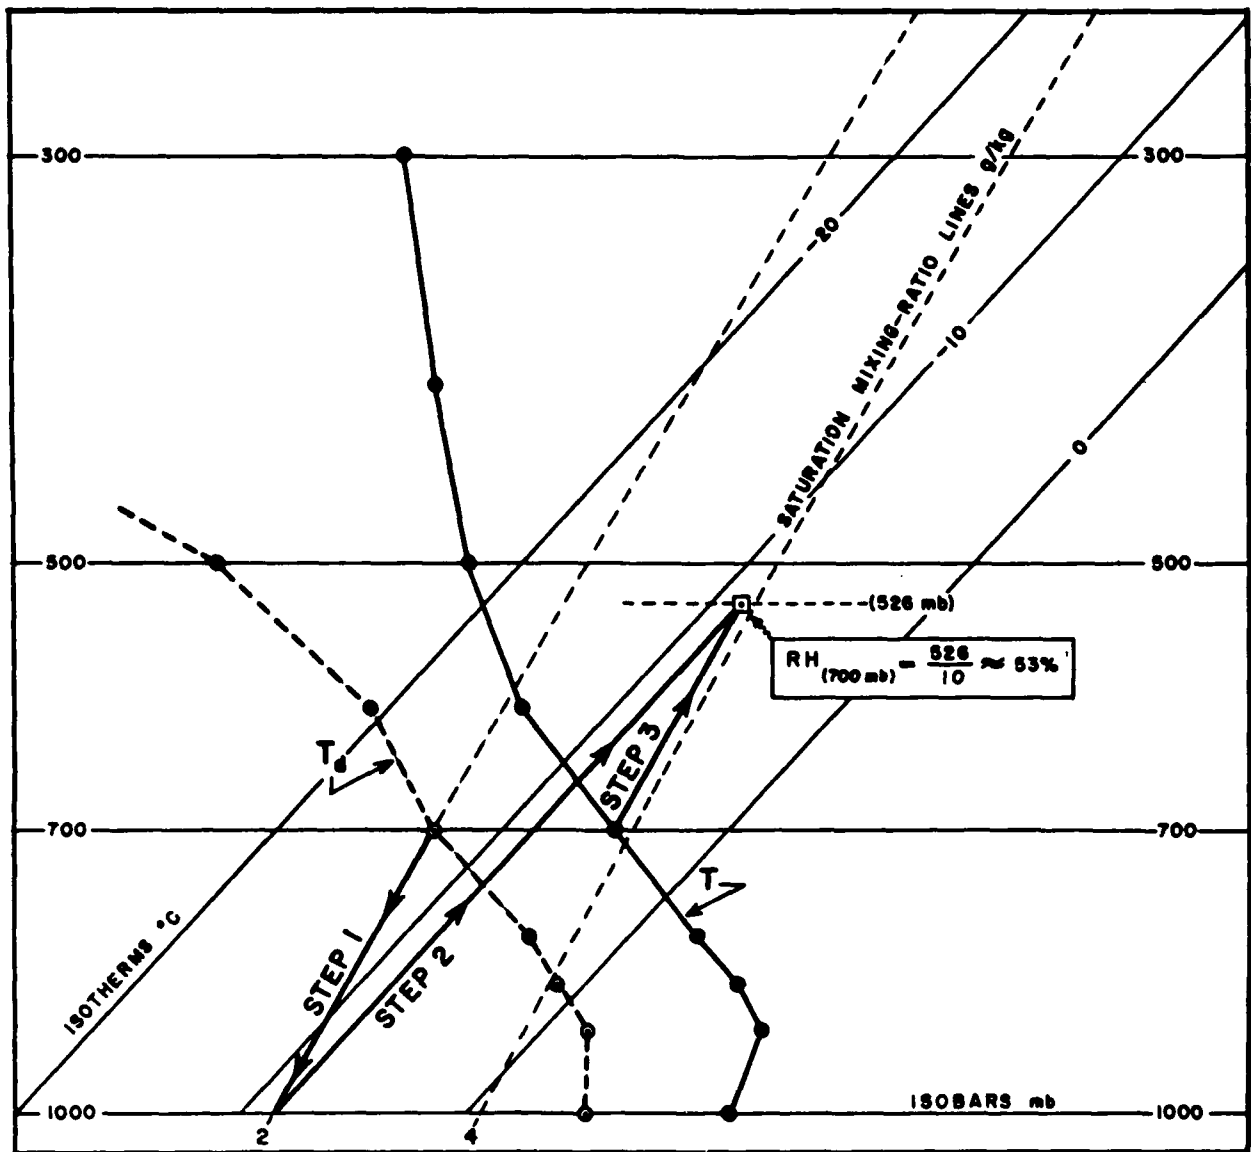 300
300
-20
SATURATION MIXING-RATIO LINES g/kg
-10
0
500
500
(526 mb)
RH(700 mb) = 526/10 ≈ 53%
Td
STEP 3
700
700
T
ISOTHERMS °C
STEP 1
STEP 2
1000
ISOBARS mb
1000
2
4